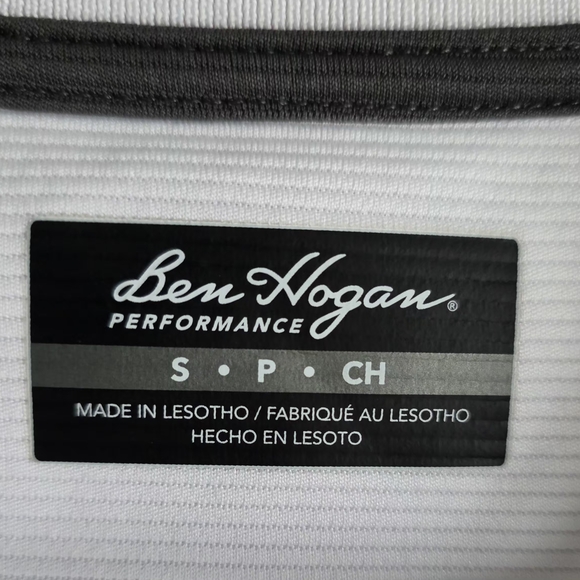 Ben Hogan®
PERFORMANCE
S • P • CH
MADE IN LESOTHO / FABRIQUÉ AU LESOTHO
HECHO EN LESOTO